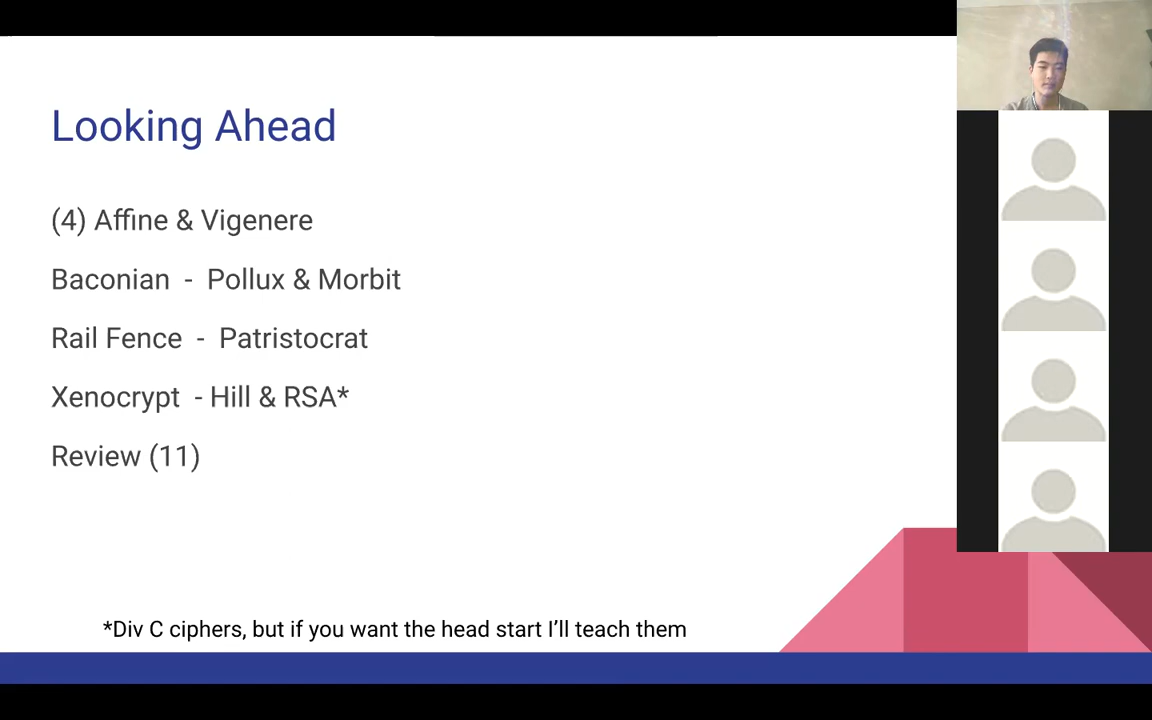 Looking Ahead
(4) Affine & Vigenere
Baconian - Pollux & Morbit
Rail Fence - Patristocrat
Xenocrypt - Hill & RSA*
Review (11)
*Div C ciphers, but if you want the head start I’ll teach them